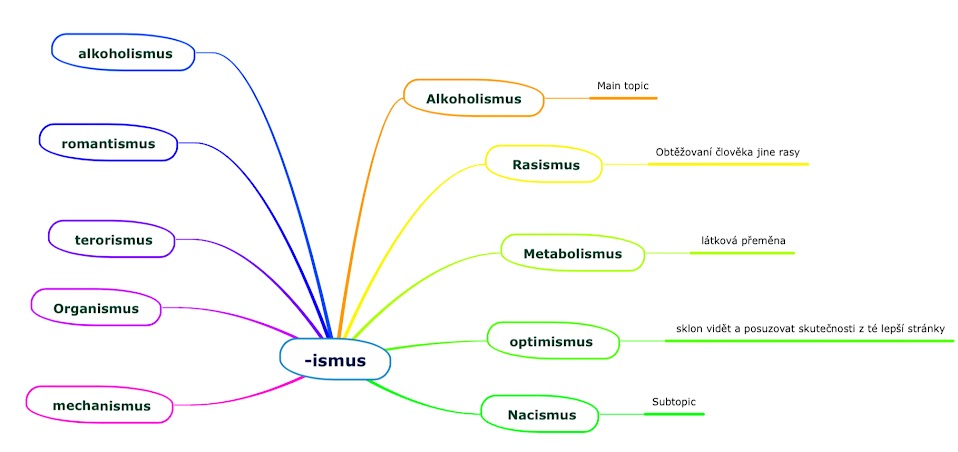 alkoholismus
romantismus
terorismus
Organismus
mechanismus
-ismus
Alkoholismus
Main topic
Rasismus
Obtěžovaní člověka jine rasy
Metabolismus
látková přeměna
optimismus
sklon vidět a posuzovat skutečnosti z té lepší stránky
Nacismus
Subtopic